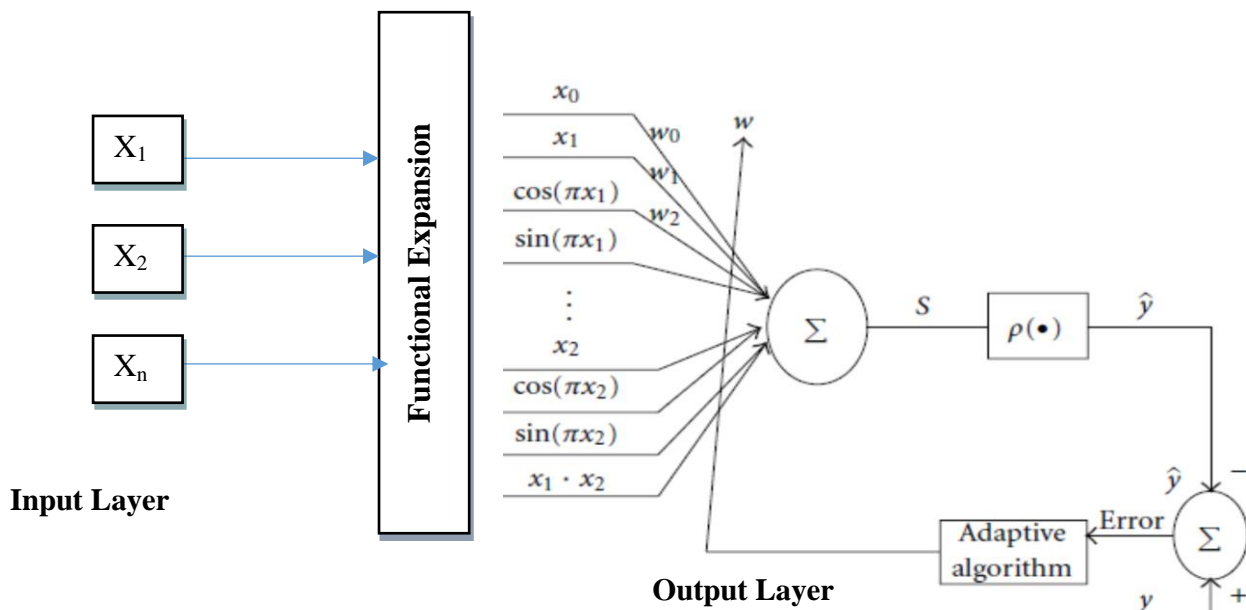 X₁
X₂
Xₙ
Input Layer
Functional Expansion
x₀
x₁
cos(πx₁)
sin(πx₁)
⋮
x₂
cos(πx₂)
sin(πx₂)
x₁ · x₂
w₀
w₁
w₂
w
Σ
S
ρ(•)
ŷ
−
ŷ
Σ
Error
Adaptive
algorithm
y
+
Output Layer